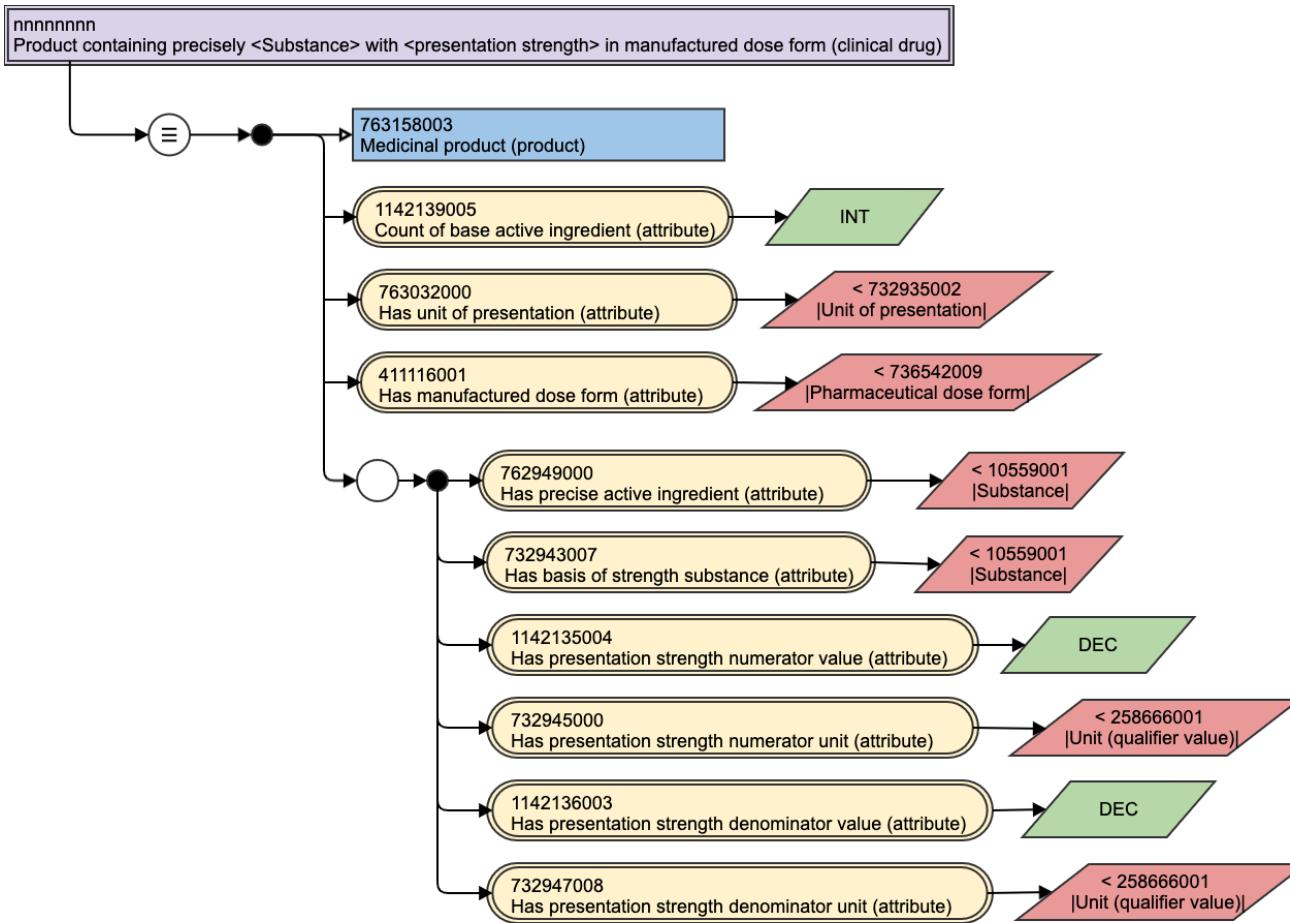 nnnnnnnn
Product containing precisely <Substance> with <presentation strength> in manufactured dose form (clinical drug)
763158003
Medicinal product (product)
1142139005
Count of base active ingredient (attribute)
INT
763032000
Has unit of presentation (attribute)
< 732935002
|Unit of presentation|
411116001
Has manufactured dose form (attribute)
< 736542009
|Pharmaceutical dose form|
762949000
Has precise active ingredient (attribute)
< 10559001
|Substance|
732943007
Has basis of strength substance (attribute)
< 10559001
|Substance|
1142135004
Has presentation strength numerator value (attribute)
DEC
732945000
Has presentation strength numerator unit (attribute)
< 258666001
|Unit (qualifier value)|
1142136003
Has presentation strength denominator value (attribute)
DEC
732947008
Has presentation strength denominator unit (attribute)
< 258666001
|Unit (qualifier value)|